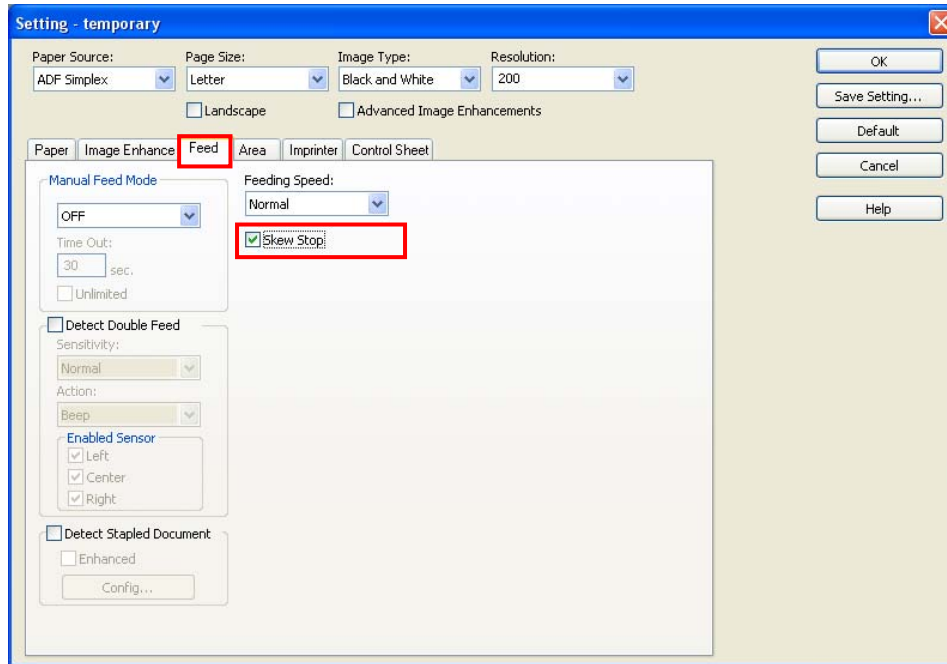 Setting - temporary
Paper Source: Page Size: Image Type: Resolution:
ADF Simplex Letter Black and White 200
Landscape Advanced Image Enhancements
OK
Save Setting...
Default
Cancel
Help
Paper Image Enhance Feed Area Imprinter Control Sheet
Manual Feed Mode
OFF
Time Out:
30 sec.
Unlimited
Feeding Speed:
Normal
Skew Stop
Detect Double Feed
Sensitivity:
Normal
Action:
Beep
Enabled Sensor
Left
Center
Right
Detect Stapled Document
Enhanced
Config...